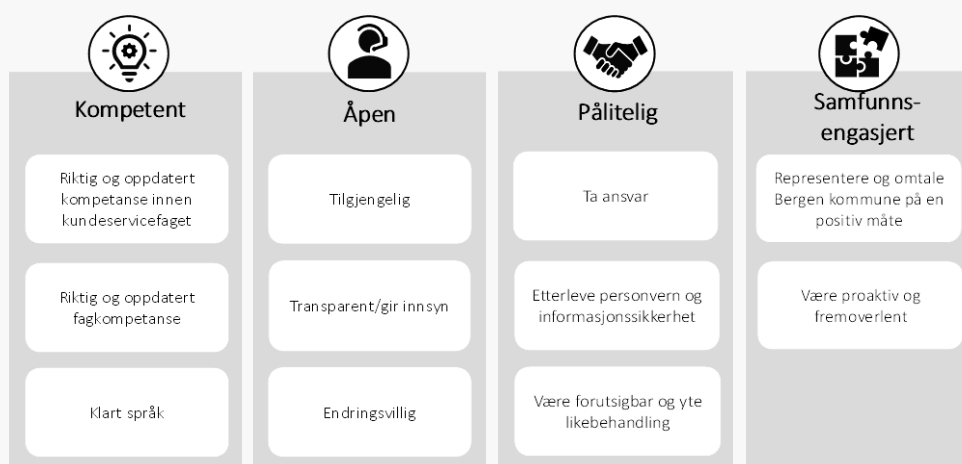 Kompetent
Riktig og oppdatert
kompetanse innen
kundeservicefaget
Riktig og oppdatert
fagkompetanse
Klart språk
Åpen
Tilgjengelig
Transparent/gir innsyn
Endringsvillig
Pålitelig
Ta ansvar
Etterleve personvern og
informasjonssikkerhet
Være forutsigbar og yte
likebehandling
Samfunns-
engasjert
Representere og omtale
Bergen kommune på en
positiv måte
Være proaktiv og
fremoverlent